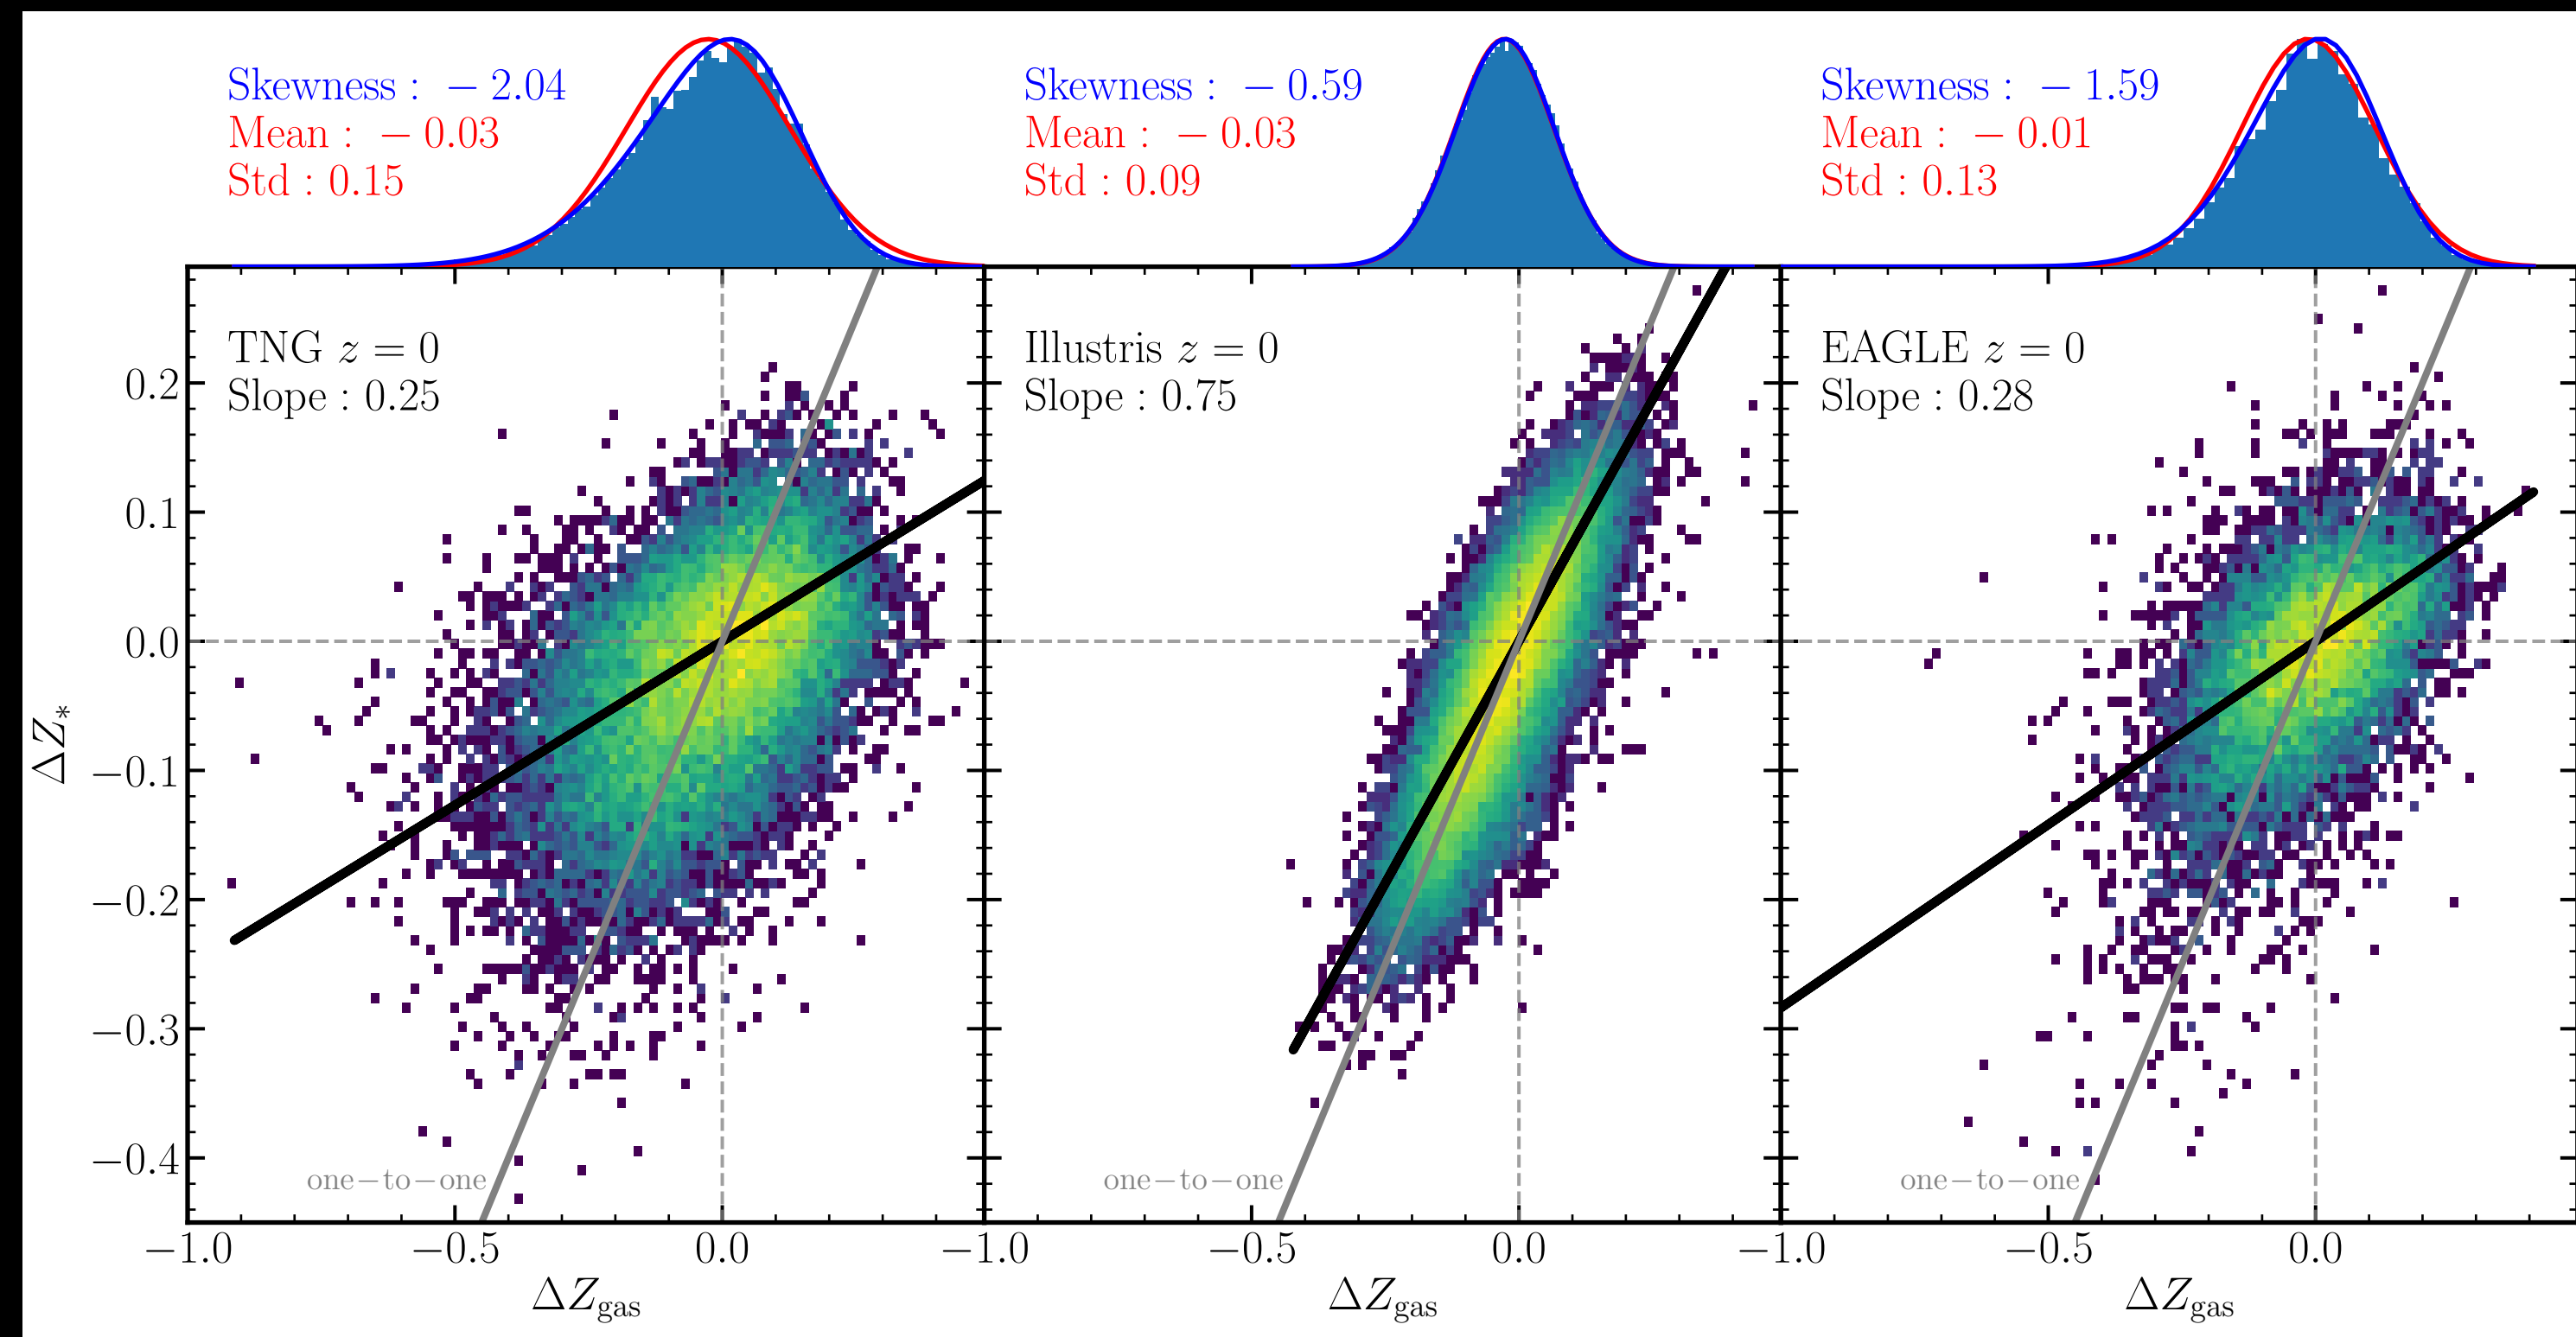 Skewness : − 2.04
Mean : − 0.03
Std : 0.15
Skewness : − 0.59
Mean : − 0.03
Std : 0.09
Skewness : − 1.59
Mean : − 0.01
Std : 0.13
TNG z = 0
Slope : 0.25
Illustris z = 0
Slope : 0.75
EAGLE z = 0
Slope : 0.28
0.2
0.1
0.0
−0.1
−0.2
−0.3
−0.4
ΔZ*
one−to−one
one−to−one
one−to−one
−1.0 −0.5 0.0 −1.0 −0.5 0.0 −1.0 −0.5 0.0
ΔZgas ΔZgas ΔZgas